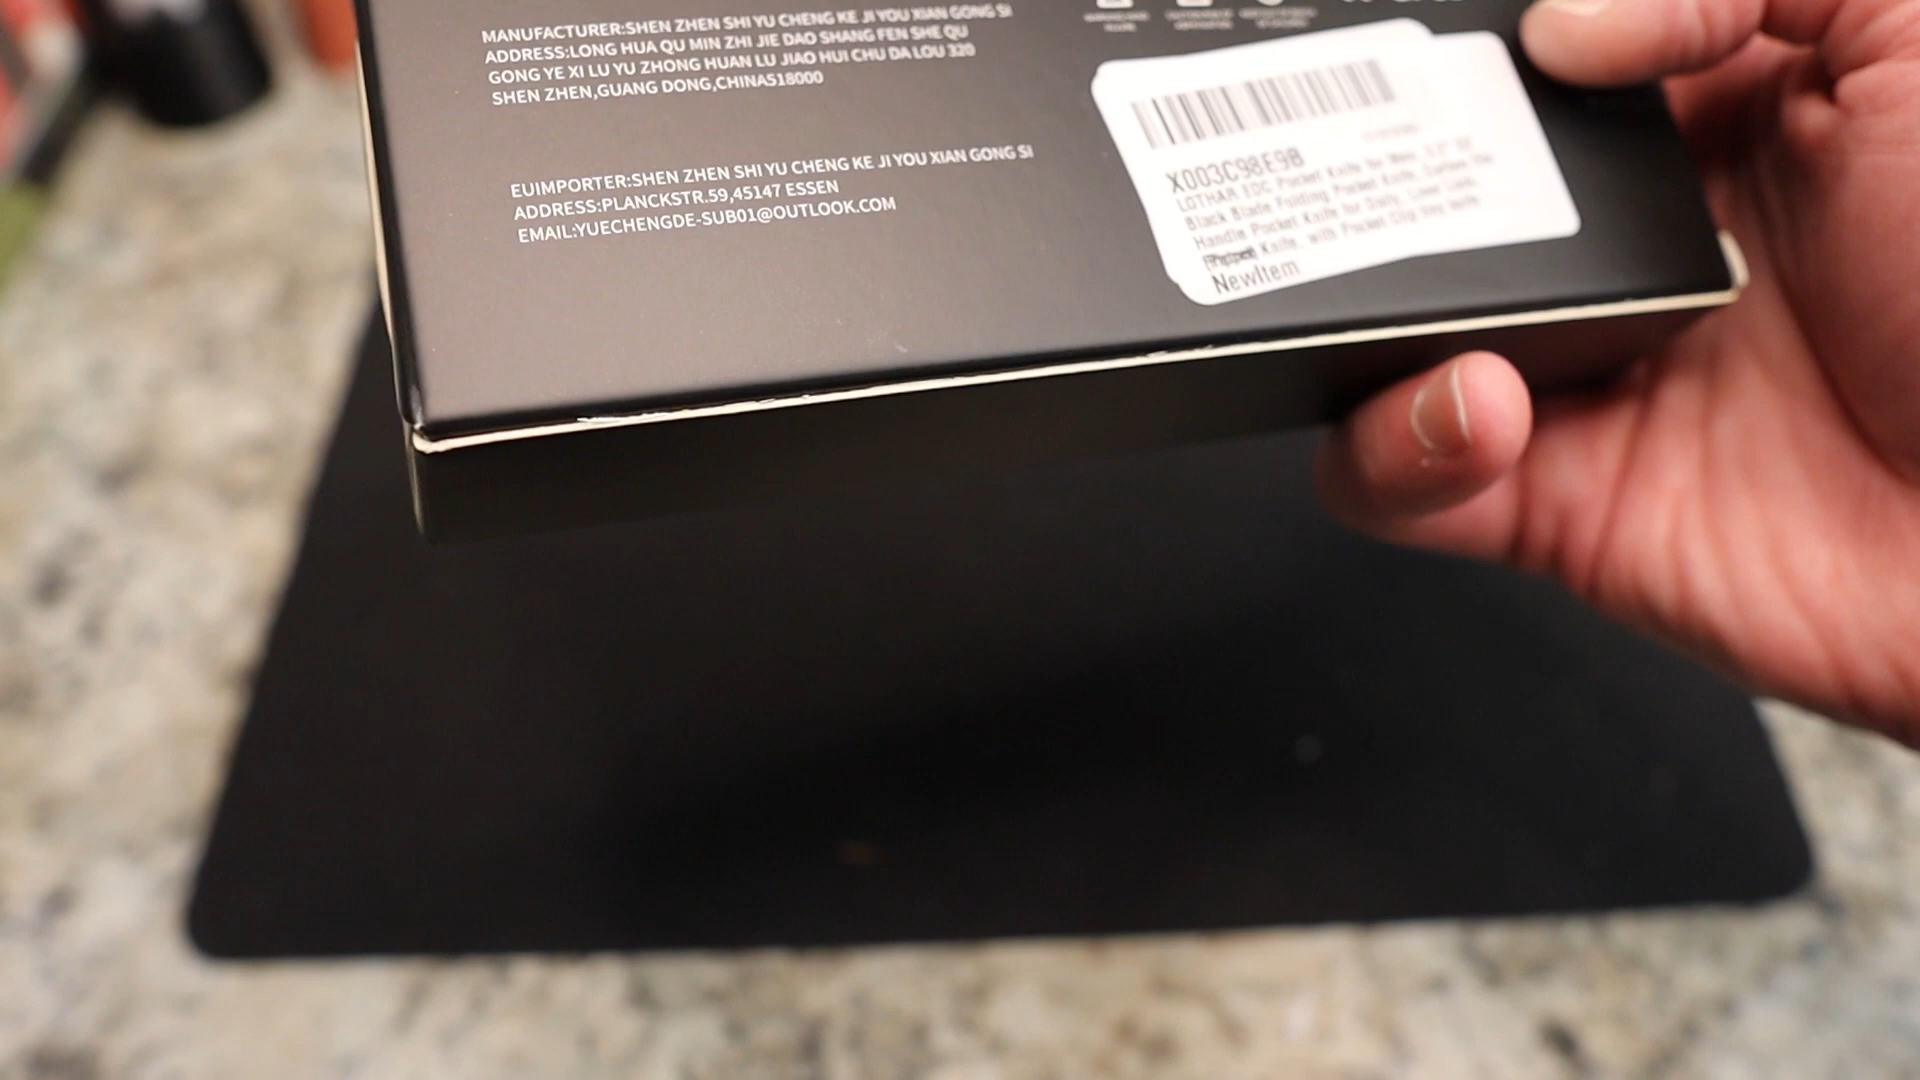 MANUFACTURER:SHEN ZHEN SHI YU CHENG KE JI YOU XIAN GONG SI
ADDRESS:LONG HUA QU MIN ZHI JIE DAO SHANG FEN SHE QU
GONG YE XI LU YU ZHONG HUAN LU JIAO HUI CHU DA LOU 320
SHEN ZHEN,GUANG DONG,CHINA518000
EUIMPORTER:SHEN ZHEN SHI YU CHENG KE JI YOU XIAN GONG SI
ADDRESS:PLANCKSTR.59,45147 ESSEN
EMAIL:YUECHENGDE-SUB01@OUTLOOK.COM
X003C98E9B
LOTHAR EDC Pocket Knife for Men,
Black Blade Folding Pocket Knife,
Handle Pocket Knife for Daily,
Knife, with Pocket Clip
NewItem